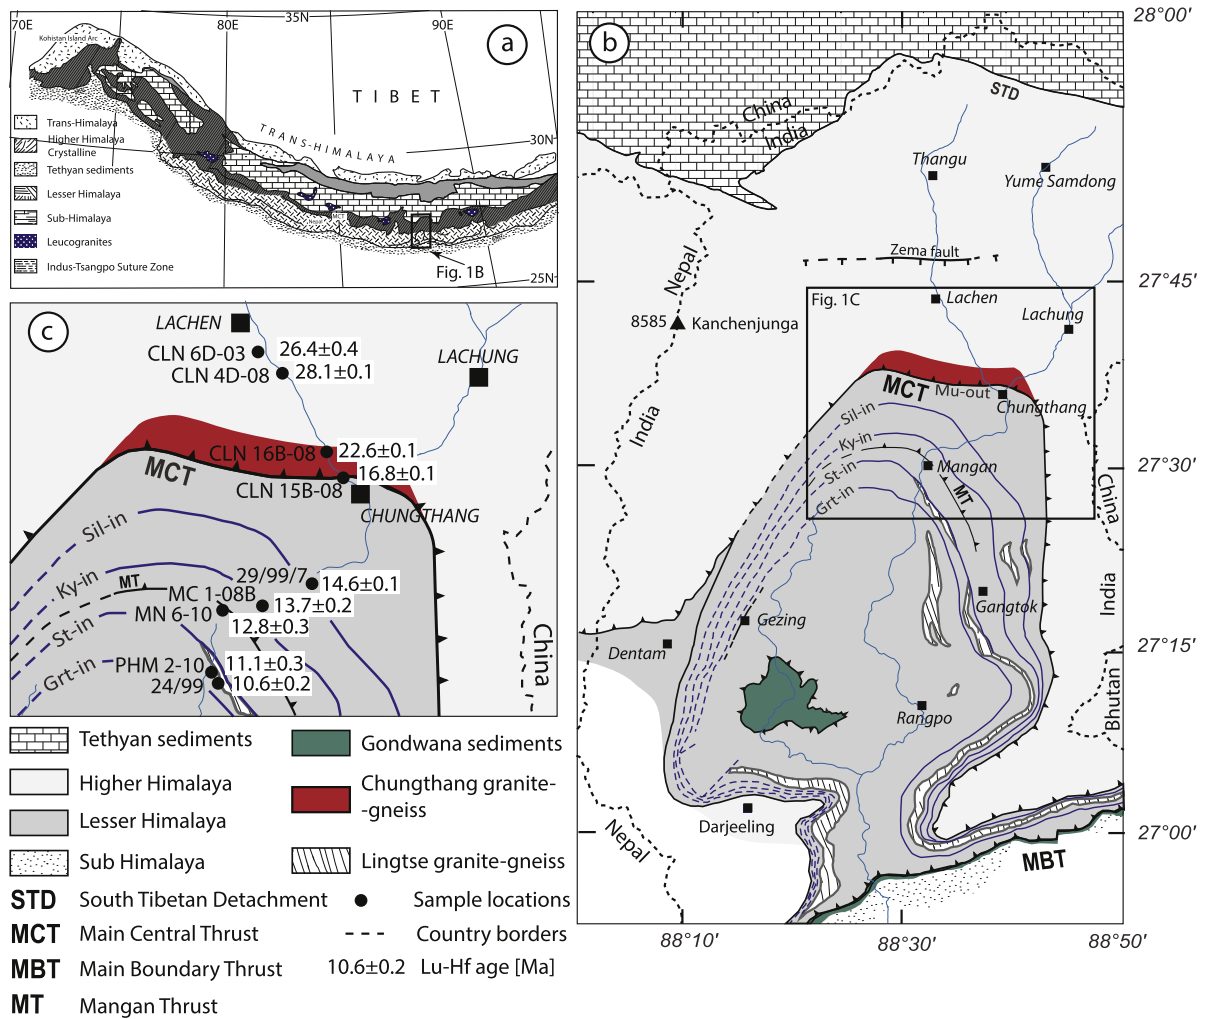 70E
80E
35N
90E
Kohistan Island Arc
a
TIBET
TRANS-HIMALAYA
30N
Trans-Himalaya
Higher Himalaya
Crystalline
Tethyan sediments
Lesser Himalaya
Sub-Himalaya
Leucogranites
Indus-Tsangpo Suture Zone
Nepal
MCT
Fig. 1B
25N
b
28°00'
STD
China
India
Thangu
Yume Samdong
Zema fault
27°45'
Nepal
Fig. 1C
Lachen
Lachung
8585
Kanchenjunga
MCT
Mu-out
Chungthang
India
Sil-in
Ky-in
St-in
Grt-in
Mangan
MT
27°30'
China
India
Gangtok
Gezing
Dentam
27°15'
Bhutan
Rangpo
Darjeeling
27°00'
Nepal
MBT
88°10'
88°30'
88°50'
c
LACHEN
CLN 6D-03
26.4±0.4
CLN 4D-08
28.1±0.1
LACHUNG
CLN 16B-08
22.6±0.1
MCT
16.8±0.1
CLN 15B-08
CHUNGTHANG
Sil-in
Ky-in
MT
29/99/7
14.6±0.1
MC 1-08B
13.7±0.2
MN 6-10
12.8±0.3
St-in
Grt-in
PHM 2-10
11.1±0.3
24/99
10.6±0.2
China
Tethyan sediments
Higher Himalaya
Lesser Himalaya
Sub Himalaya
STD South Tibetan Detachment
MCT Main Central Thrust
MBT Main Boundary Thrust
MT Mangan Thrust
Gondwana sediments
Chungthang granite-
-gneiss
Lingtse granite-gneiss
Sample locations
Country borders
10.6±0.2 Lu-Hf age [Ma]